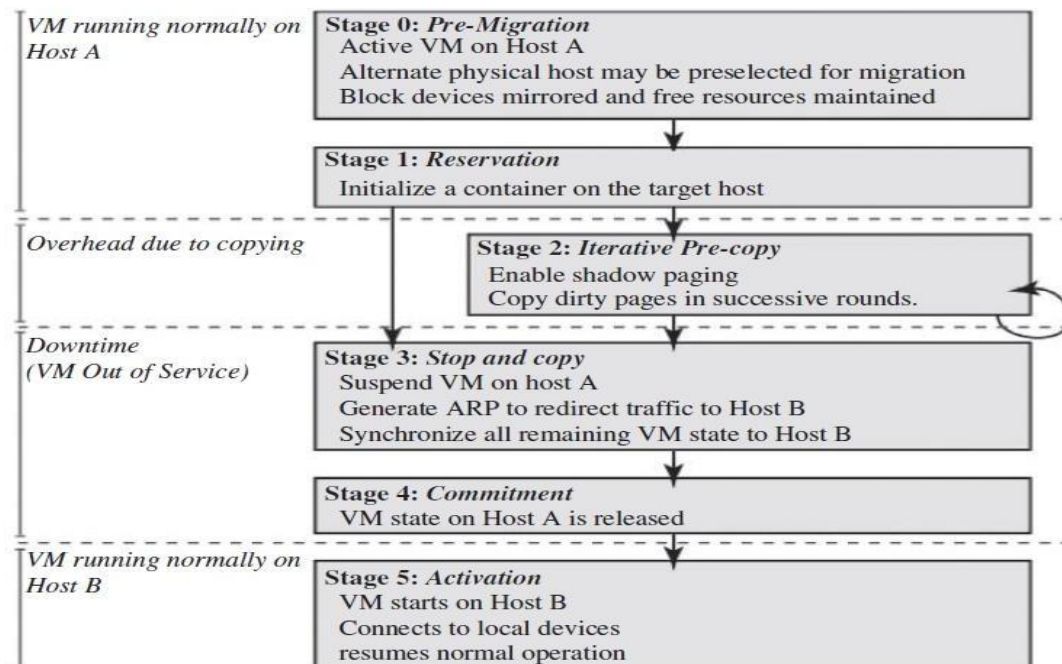 VM running normally on
Host A
Stage 0: Pre-Migration
Active VM on Host A
Alternate physical host may be preselected for migration
Block devices mirrored and free resources maintained
Stage 1: Reservation
Initialize a container on the target host
Overhead due to copying
Stage 2: Iterative Pre-copy
Enable shadow paging
Copy dirty pages in successive rounds.
Downtime
(VM Out of Service)
Stage 3: Stop and copy
Suspend VM on host A
Generate ARP to redirect traffic to Host B
Synchronize all remaining VM state to Host B
Stage 4: Commitment
VM state on Host A is released
VM running normally on
Host B
Stage 5: Activation
VM starts on Host B
Connects to local devices
resumes normal operation